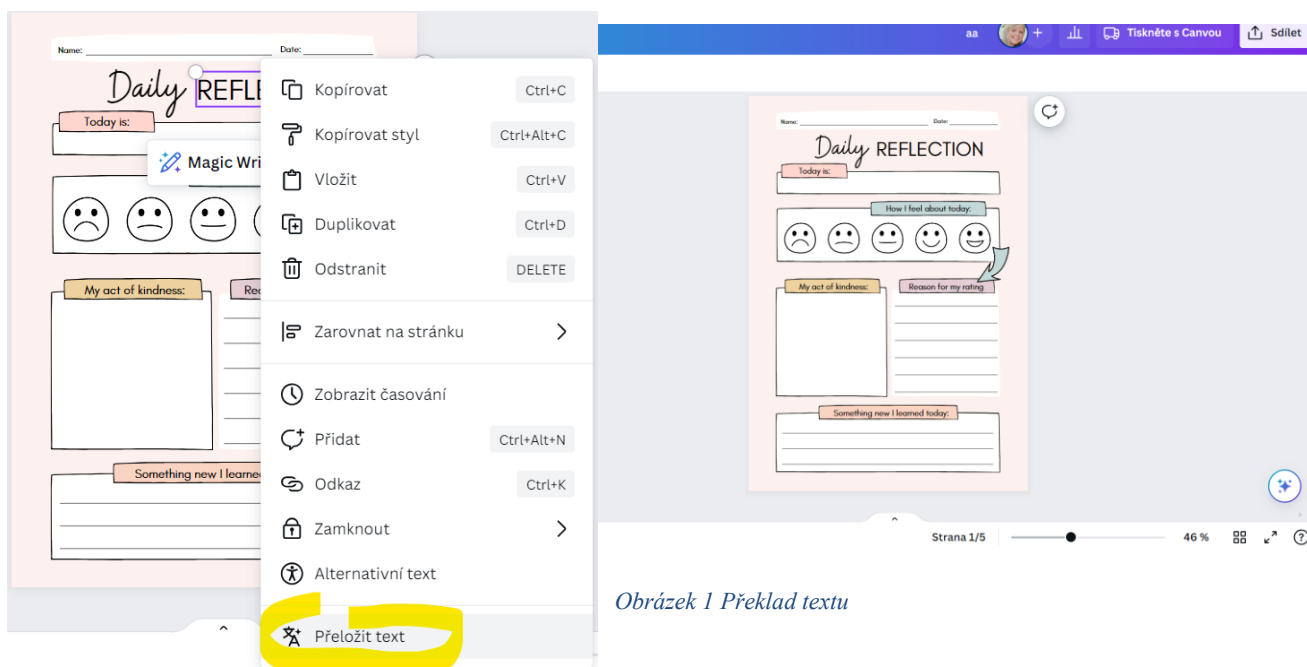 Name:
Date:
Daily REFL
Today is:
Magic Wri
My act of kindness:
Something new I learne
Kopírovat Ctrl+C
Kopírovat styl Ctrl+Alt+C
Vložit Ctrl+V
Duplikovat Ctrl+D
Odstranit DELETE
Zarovnat na stránku
Zobrazit časování
Přidat Ctrl+Alt+N
Odkaz Ctrl+K
Zamknout
Alternativní text
Přeložit text
aa + Tiskněte s Canvou Sdílet
Name: Date:
Daily REFLECTION
Today is:
How I feel about today:
My act of kindness: Reason for my rating
Something new I learned today:
Strana 1/5 46 %
Obrázek 1 Překlad textu